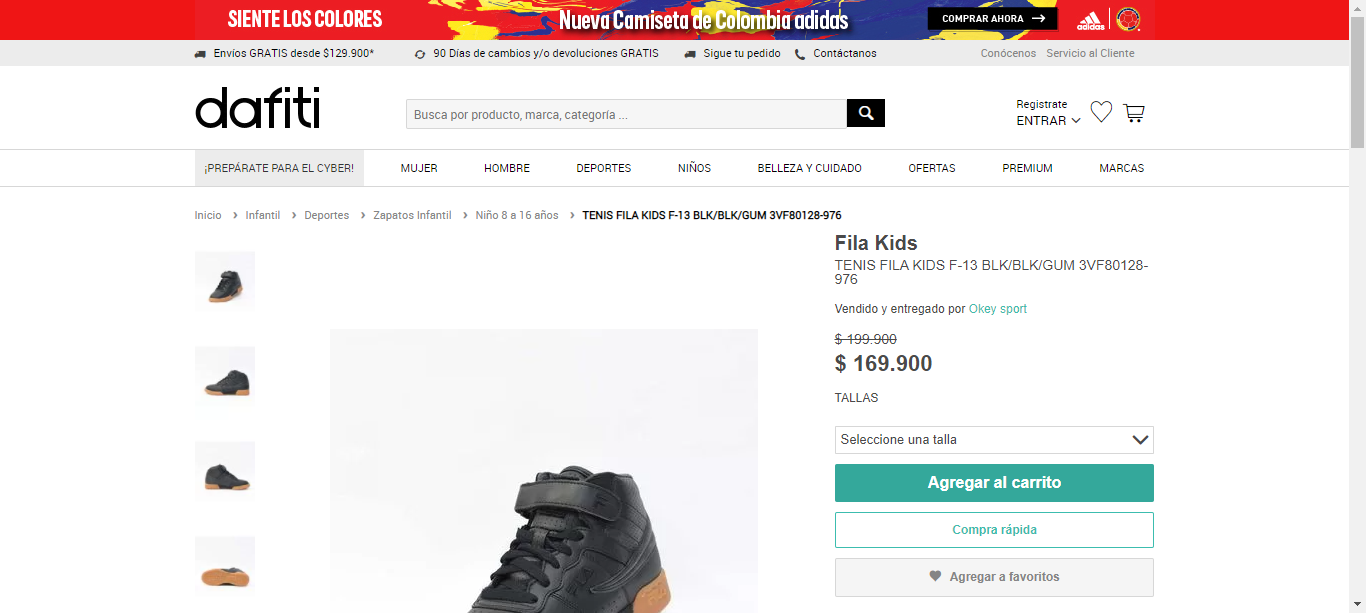 SIENTE LOS COLORES
Nueva Camiseta de Colombia adidas
COMPRAR AHORA
adidas
Envíos GRATIS desde $129.900*
90 Días de cambios y/o devoluciones GRATIS
Sigue tu pedido
Contáctanos
Conócenos
Servicio al Cliente
dafiti
Busca por producto, marca, categoría ...
Registrate
ENTRAR
¡PREPÁRATE PARA EL CYBER!
MUJER
HOMBRE
DEPORTES
NIÑOS
BELLEZA Y CUIDADO
OFERTAS
PREMIUM
MARCAS
Inicio › Infantil › Deportes › Zapatos Infantil › Niño 8 a 16 años › TENIS FILA KIDS F-13 BLK/BLK/GUM 3VF80128-976
Fila Kids
TENIS FILA KIDS F-13 BLK/BLK/GUM 3VF80128-
976
Vendido y entregado por Okey sport
$ 199.900
$ 169.900
TALLAS
Seleccione una talla
Agregar al carrito
Compra rápida
Agregar a favoritos